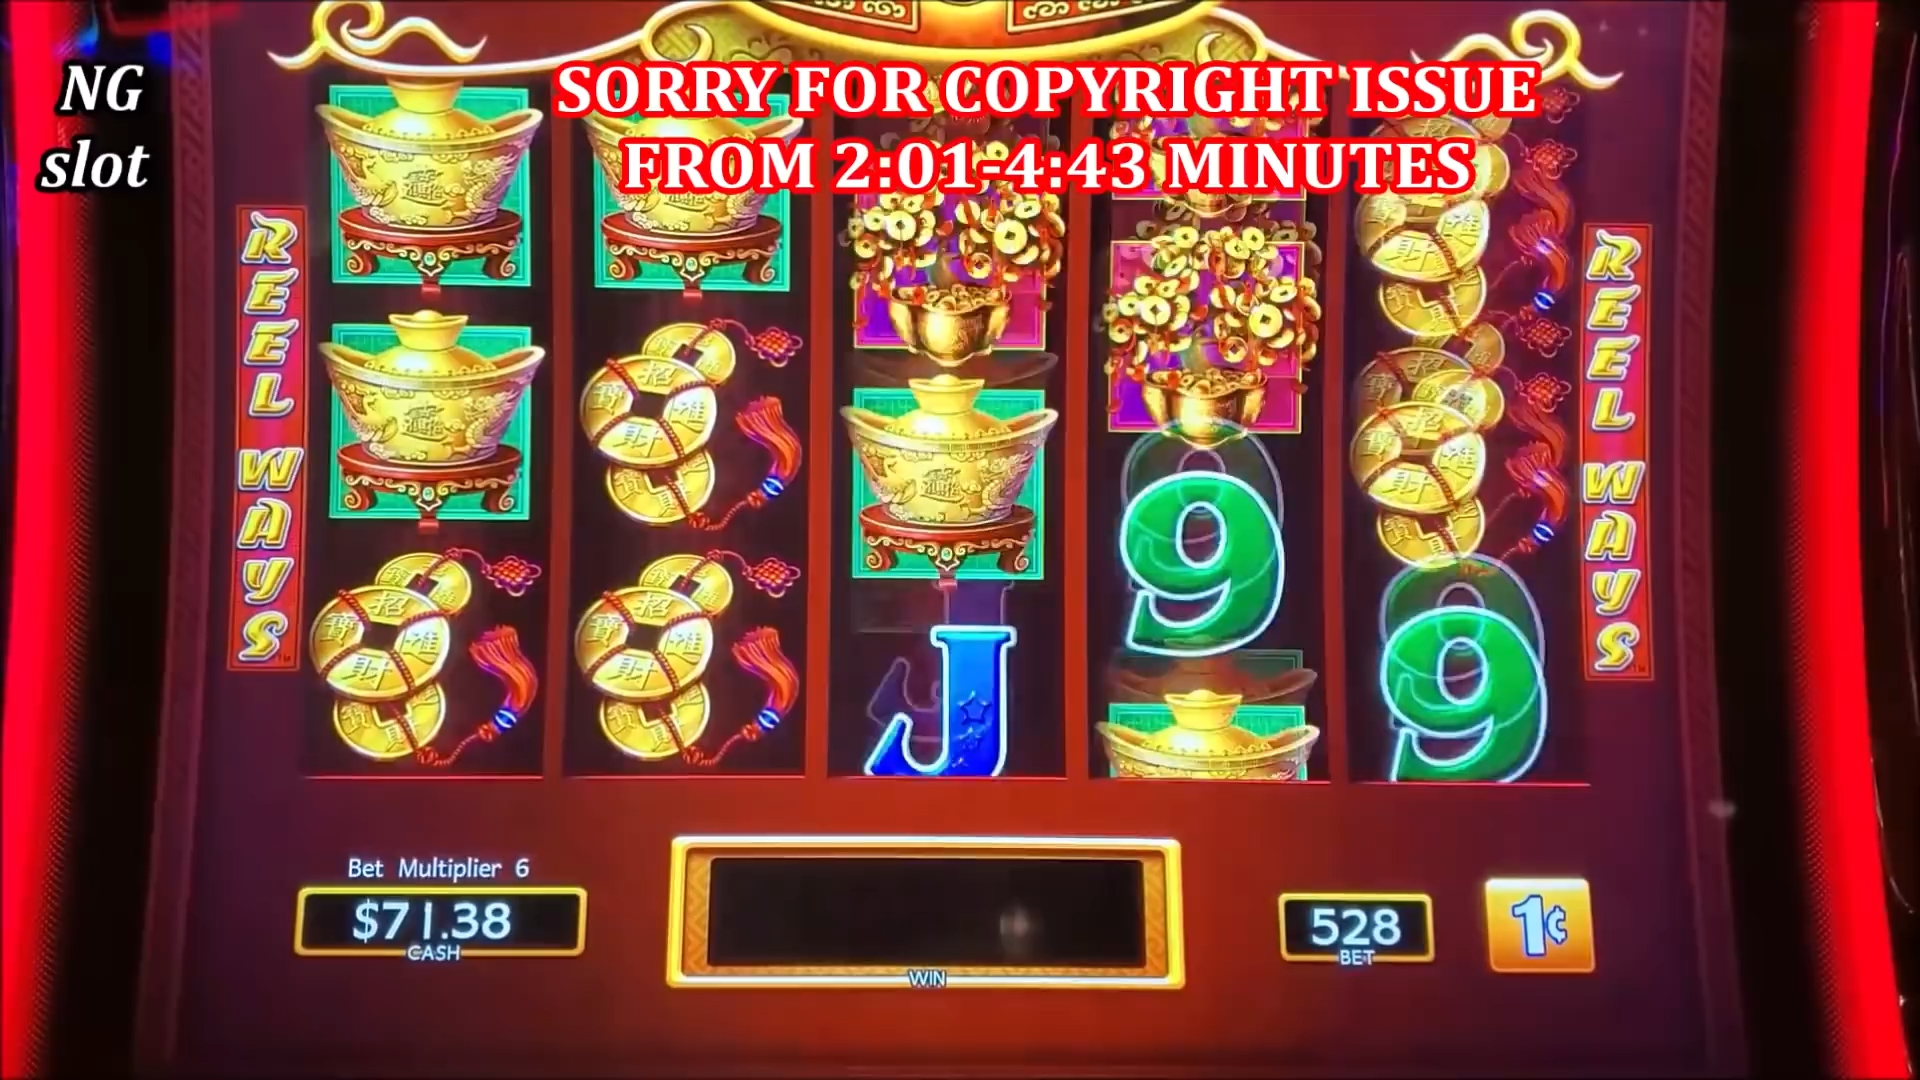 NG
slot
SORRY FOR COPYRIGHT ISSUE
FROM 2:01-4:43 MINUTES
REEL WAYS
REEL WAYS
J
9
9
Bet Multiplier 6
$71.38
CASH
WIN
528
BET
1¢